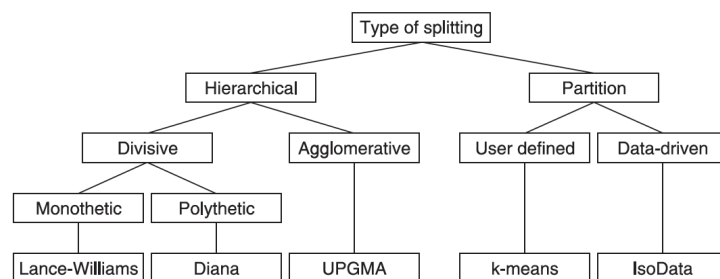 Type of splitting
Hierarchical
Partition
Divisive
Agglomerative
User defined
Data-driven
Monothetic
Polythetic
Lance-Williams
Diana
UPGMA
k-means
IsoData